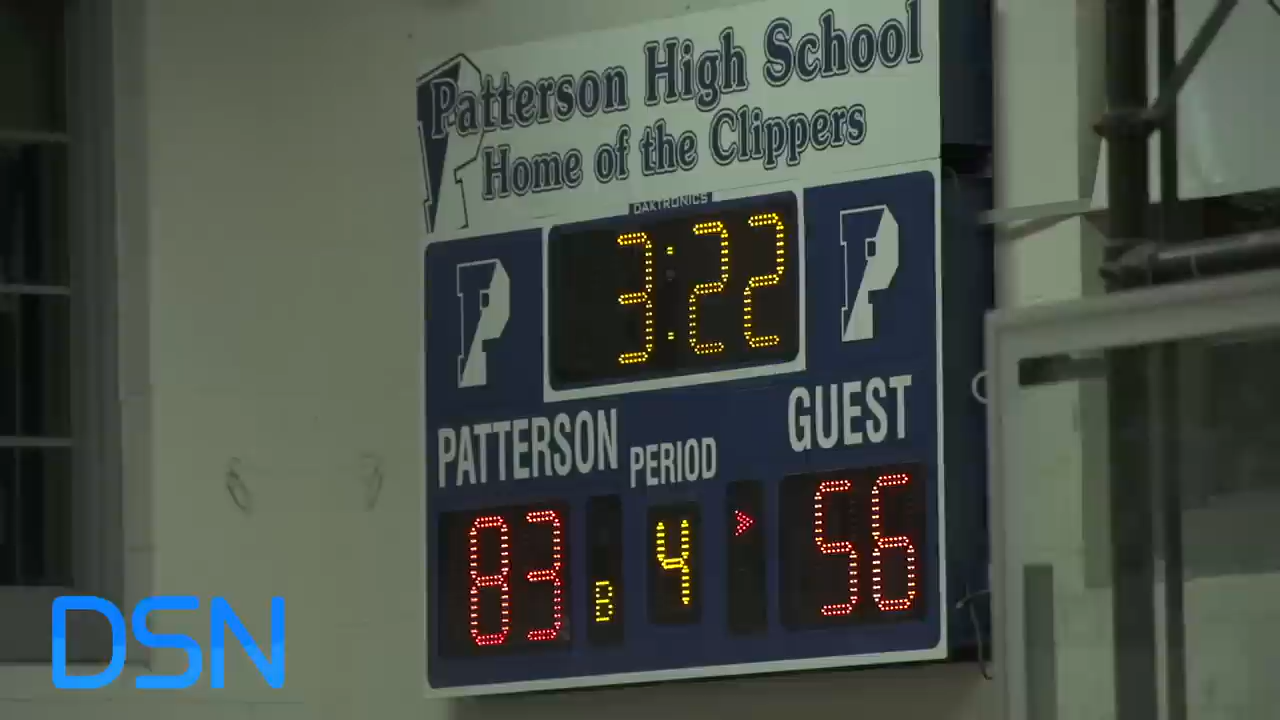 Patterson High School
Home of the Clippers
DAKTRONICS
3:22
P P
PATTERSON PERIOD GUEST
83 B 4 56
DSN